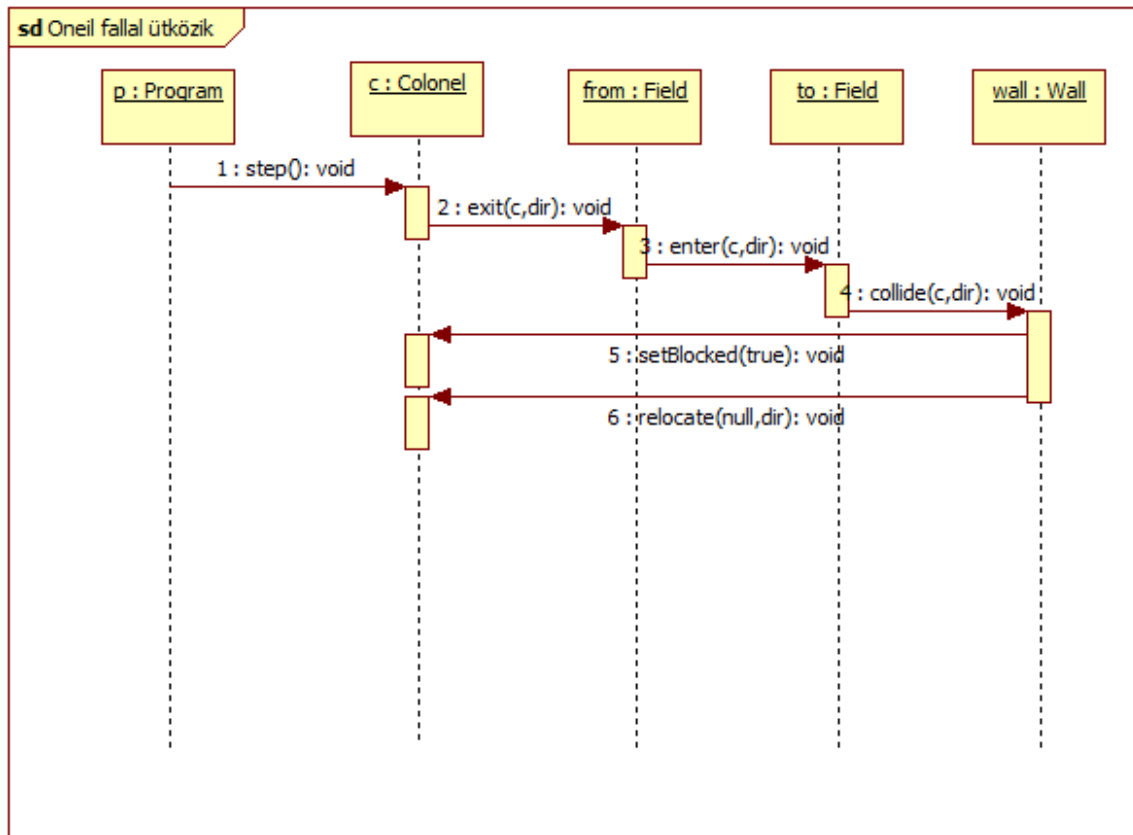 sd Oneil fallal ütközik
p : Program
c : Colonel
from : Field
to : Field
wall : Wall
1 : step(): void
2 : exit(c,dir): void
3 : enter(c,dir): void
4 : collide(c,dir): void
5 : setBlocked(true): void
6 : relocate(null,dir): void